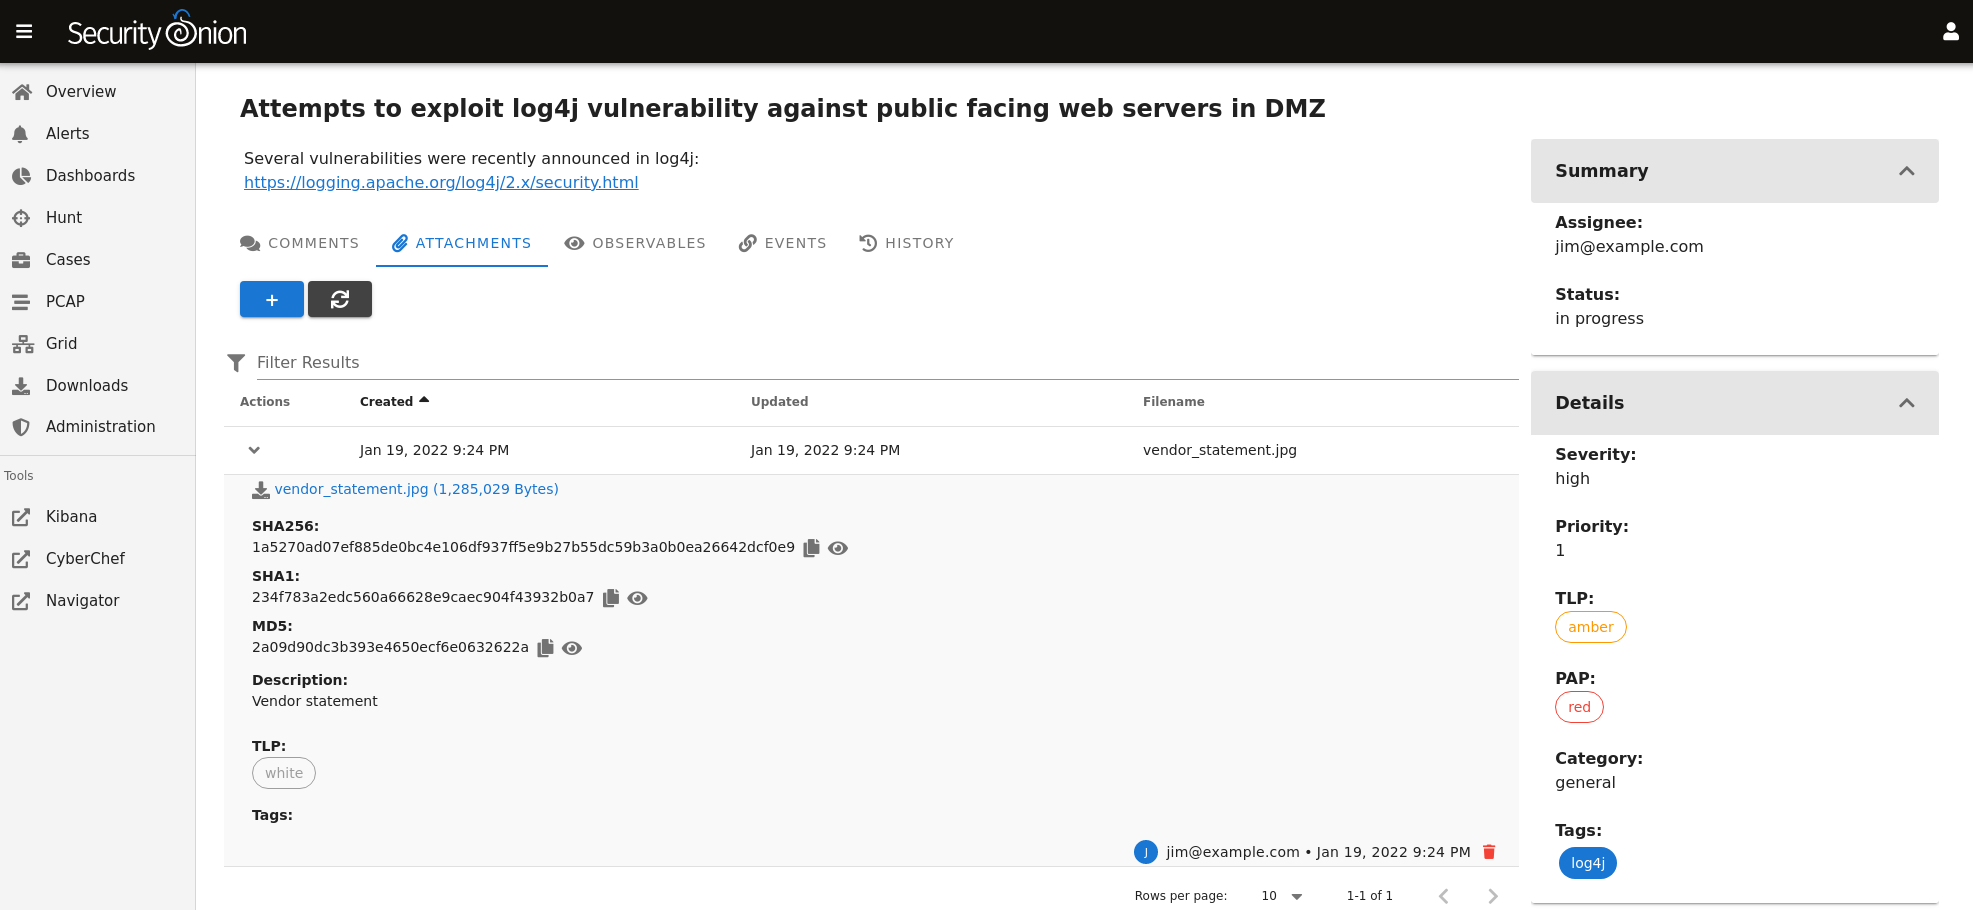 Security Onion
Overview
Alerts
Dashboards
Hunt
Cases
PCAP
Grid
Downloads
Administration
Tools
Kibana
CyberChef
Navigator
Attempts to exploit log4j vulnerability against public facing web servers in DMZ
Several vulnerabilities were recently announced in log4j:
https://logging.apache.org/log4j/2.x/security.html
COMMENTS ATTACHMENTS OBSERVABLES EVENTS HISTORY
+
Filter Results
Actions Created Updated Filename
Jan 19, 2022 9:24 PM Jan 19, 2022 9:24 PM vendor_statement.jpg
vendor_statement.jpg (1,285,029 Bytes)
SHA256:
1a5270ad07ef885de0bc4e106df937ff5e9b27b55dc59b3a0b0ea26642dcf0e9
SHA1:
234f783a2edc560a66628e9caec904f43932b0a7
MD5:
2a09d90dc3b393e4650ecf6e0632622a
Description:
Vendor statement
TLP:
white
Tags:
J jim@example.com • Jan 19, 2022 9:24 PM
Rows per page: 10 1-1 of 1
Summary
Assignee:
jim@example.com
Status:
in progress
Details
Severity:
high
Priority:
1
TLP:
amber
PAP:
red
Category:
general
Tags:
log4j